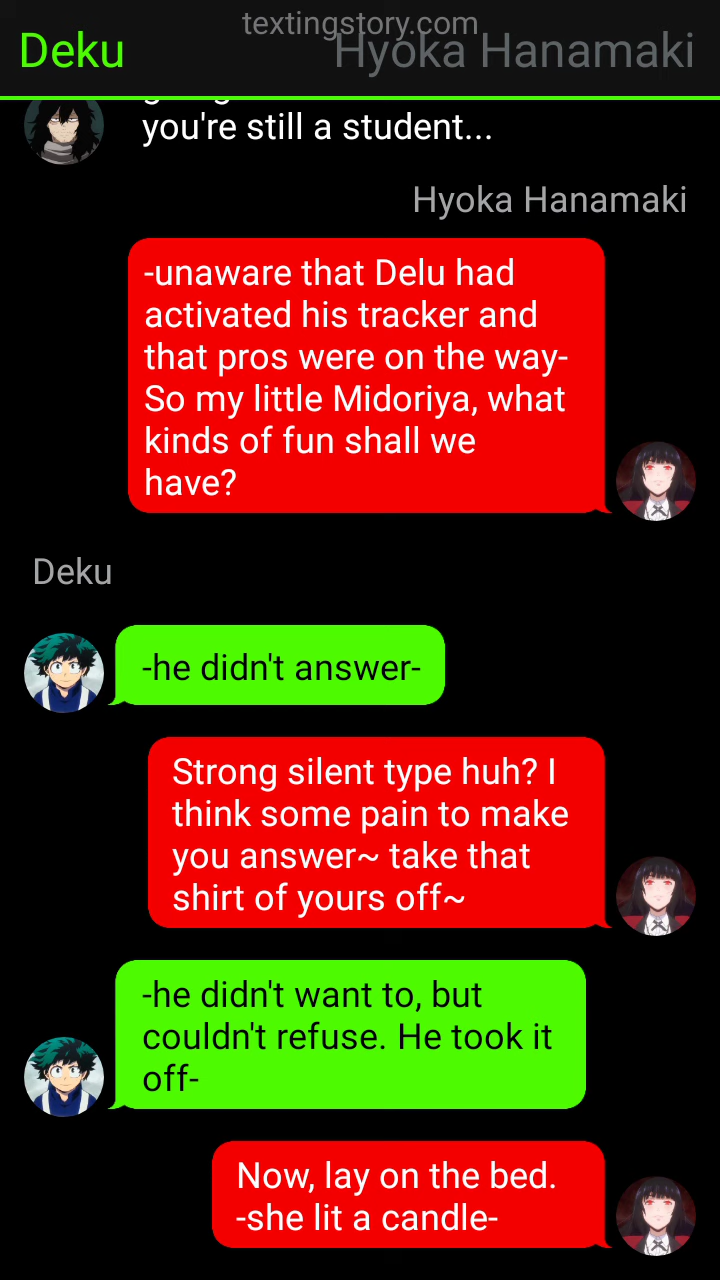 textingstory.com
Deku
Hyoka Hanamaki
you're still a student...
Hyoka Hanamaki
-unaware that Delu had
activated his tracker and
that pros were on the way-
So my little Midoriya, what
kinds of fun shall we
have?
Deku
-he didn't answer-
Strong silent type huh? I
think some pain to make
you answer~ take that
shirt of yours off~
-he didn't want to, but
couldn't refuse. He took it
off-
Now, lay on the bed.
-she lit a candle-